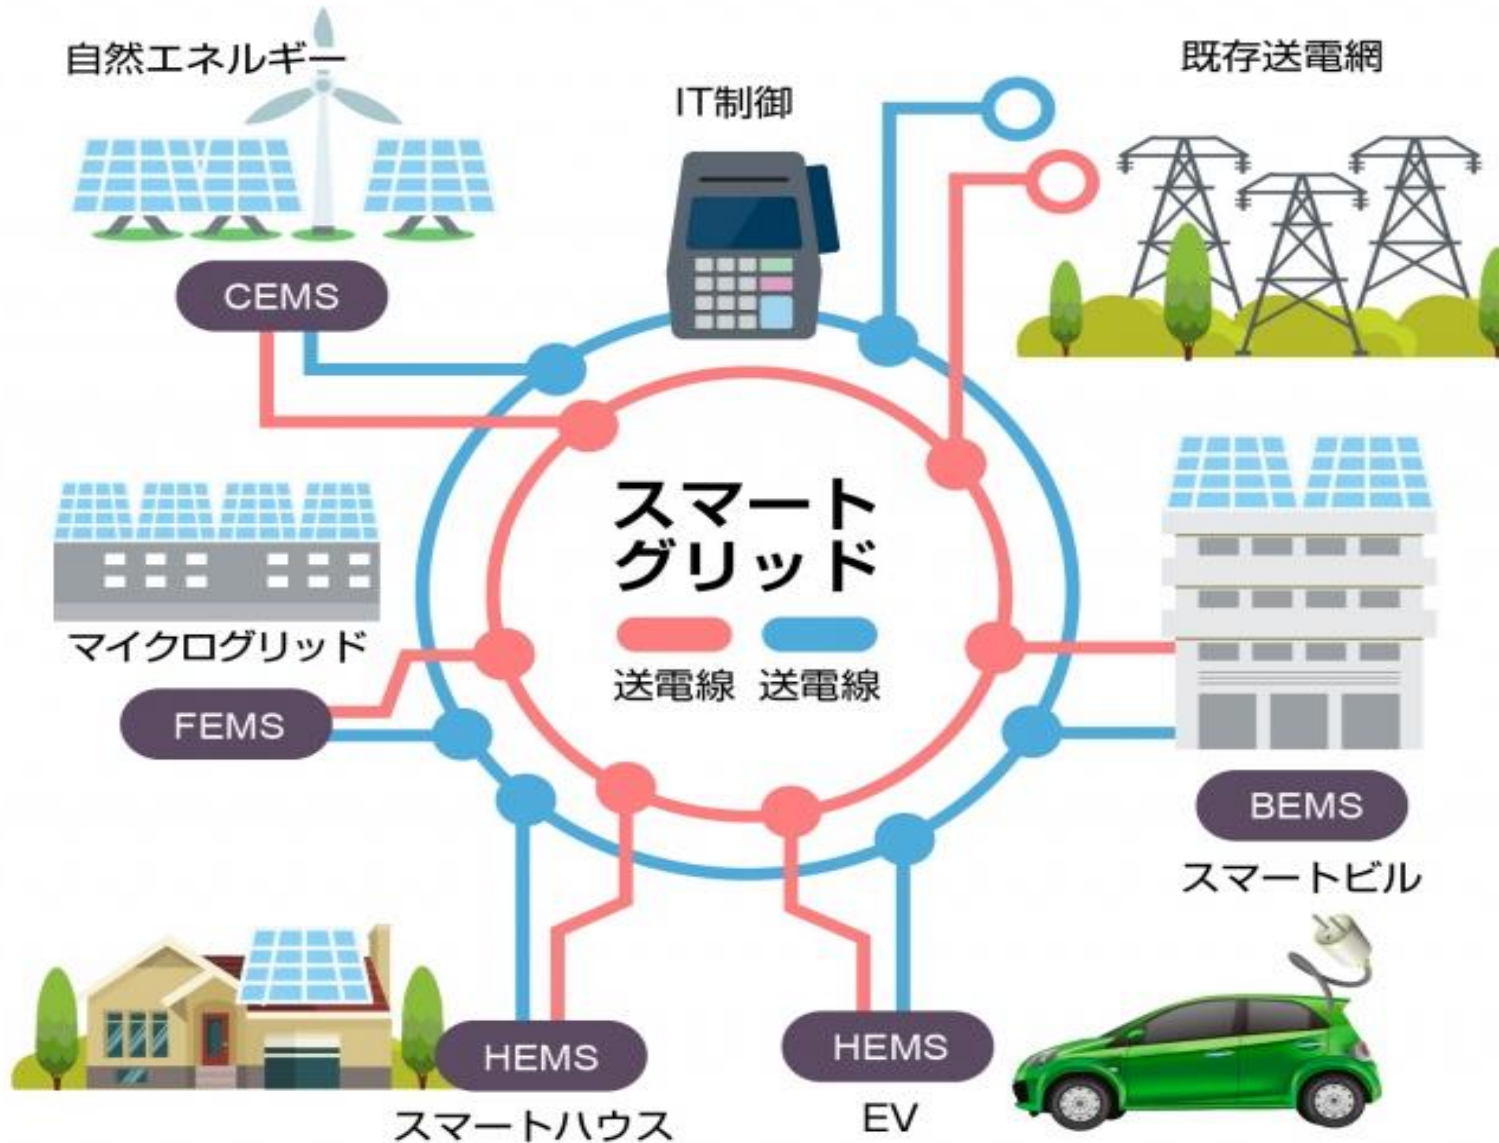 自然エネルギー
IT制御
既存送電網
CEMS
スマート
グリッド
送電線 送電線
マイクログリッド
FEMS
BEMS
スマートビル
HEMS
スマートハウス
HEMS
EV